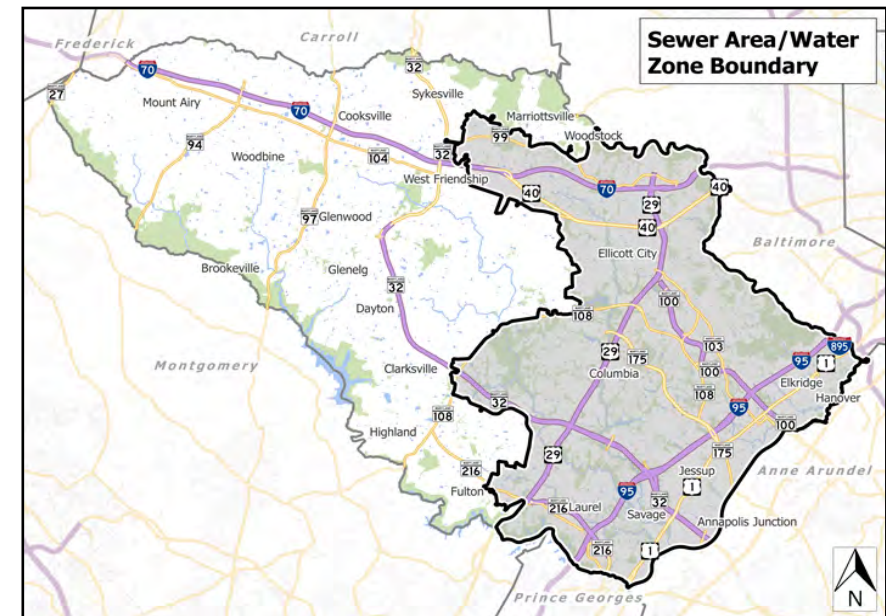 Sewer Area/Water
Zone Boundary
Frederick
Carroll
70
32
Sykesville
27
Mount Airy
70
Cooksville
Marriottsville
99
Woodstock
94
Woodbine
104
32
West Friendship
40
70
40
29
97
Glenwood
40
Baltimore
Ellicott City
Brookeville
Glenelg
32
Dayton
100
108
29
103
895
Montgomery
175
95
1
Clarksville
Columbia
100
Elkridge
32
108
95
Hanover
108
100
Highland
29
175
Anne Arundel
216
Jessup
Fulton
95
1
216
Laurel
32
Savage
Annapolis Junction
216
1
Prince Georges
N